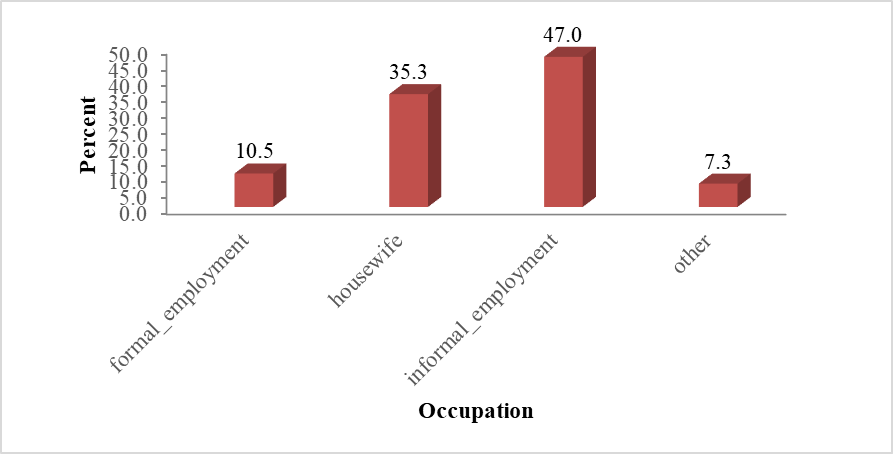 47.0
50.0
45.0
40.0
35.0
30.0
25.0
20.0
15.0
10.0
5.0
0.0
Percent
10.5
35.3
7.3
formal_employment
housewife
informal_employment
other
Occupation